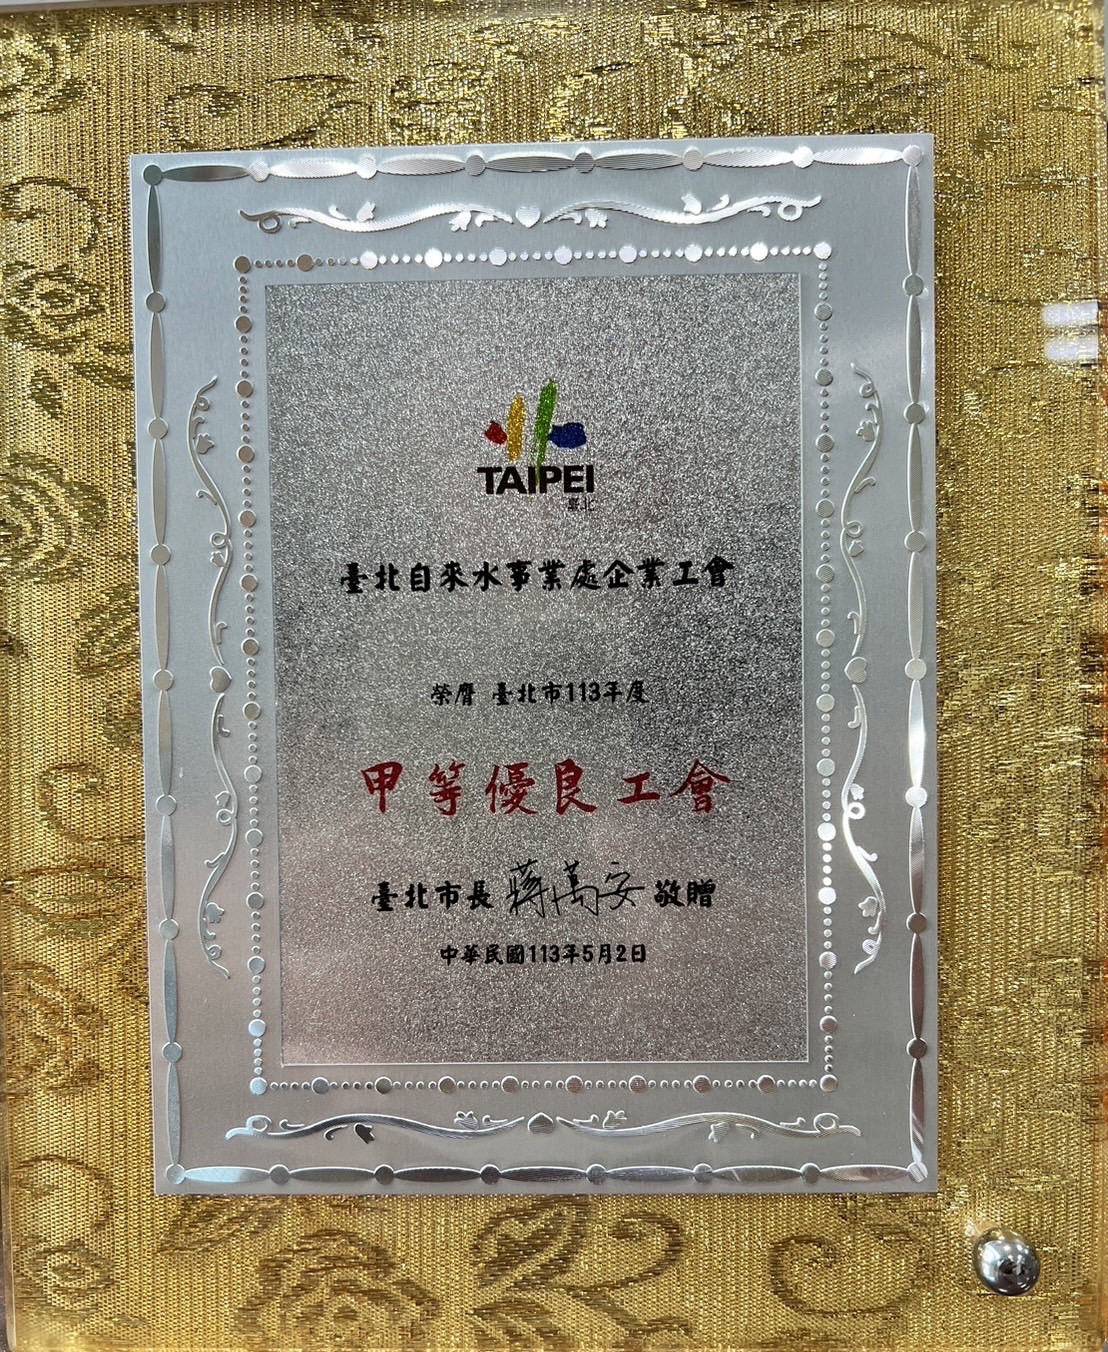 TAIPEI
臺北
臺北自來水事業處企業工會
榮膺 臺北市113年度
甲等優良工會
臺北市長 蔣萬安 敬贈
中華民國113年5月2日